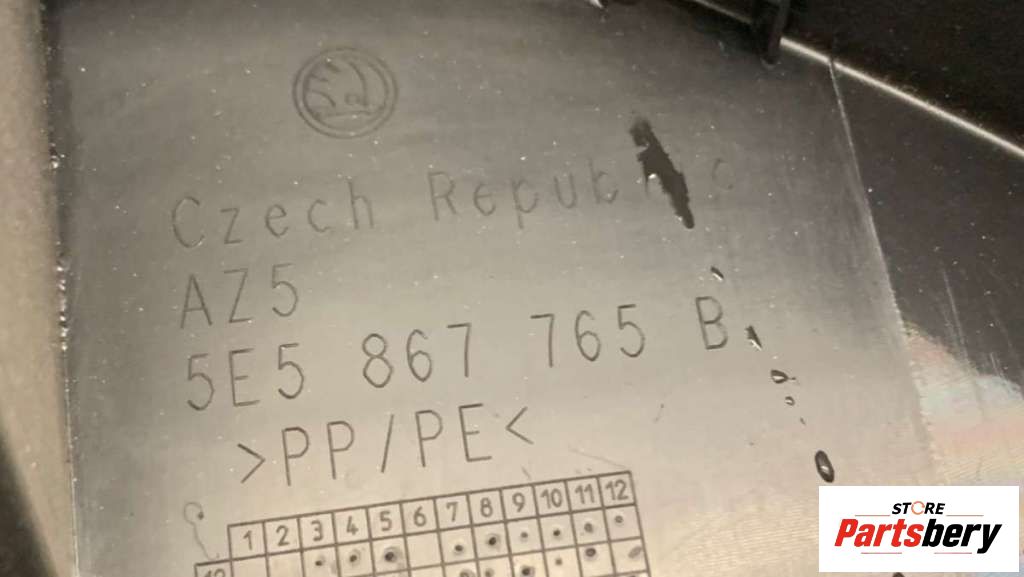 Czech Republic
AZ5
5E5 867 765 B
>PP/PE<
1 2 3 4 5 6 7 8 9 10 11 12
STORE
Partsbery